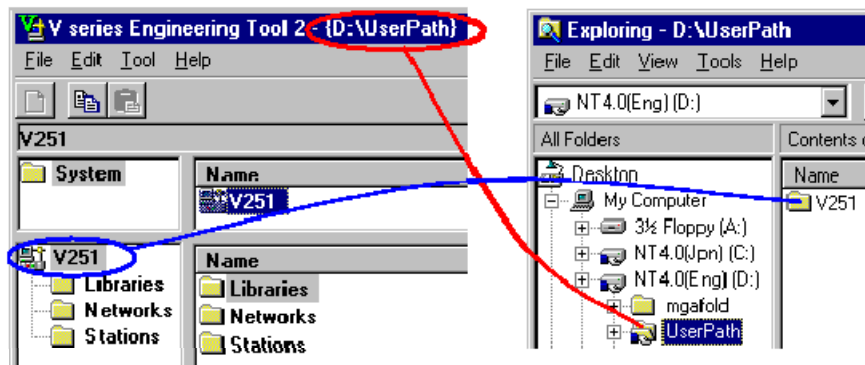 V series Engineering Tool 2 - {D:\UserPath}
File Edit Tool Help
V251
System
Name
V251
V251
Libraries
Networks
Stations
Name
Libraries
Networks
Stations
Exploring - D:\UserPath
File Edit View Tools Help
NT4.0(Eng) (D:)
All Folders
Contents
Desktop
My Computer
3½ Floppy (A:)
NT4.0(Jpn) (C:)
NT4.0(Eng) (D:)
mgafold
UserPath
Name
V251